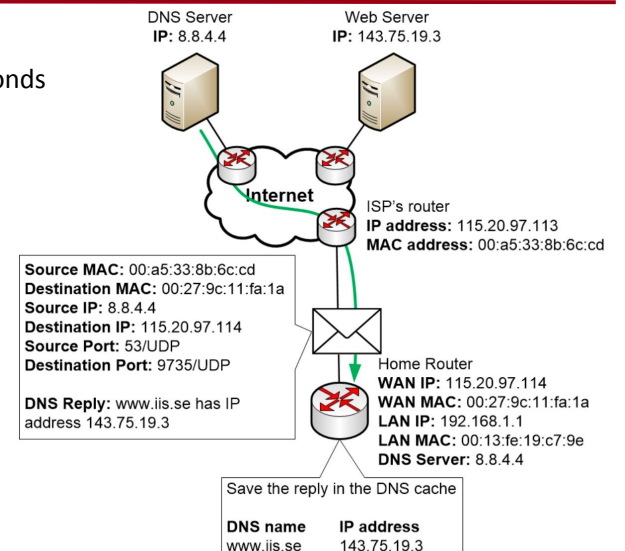 DNS Server
IP: 8.8.4.4
Web Server
IP: 143.75.19.3
onds
Internet
ISP's router
IP address: 115.20.97.113
MAC address: 00:a5:33:8b:6c:cd
Source MAC: 00:a5:33:8b:6c:cd
Destination MAC: 00:27:9c:11:fa:1a
Source IP: 8.8.4.4
Destination IP: 115.20.97.114
Source Port: 53/UDP
Destination Port: 9735/UDP
DNS Reply: www.iis.se has IP
address 143.75.19.3
Home Router
WAN IP: 115.20.97.114
WAN MAC: 00:27:9c:11:fa:1a
LAN IP: 192.168.1.1
LAN MAC: 00:13:fe:19:c7:9e
DNS Server: 8.8.4.4
Save the reply in the DNS cache
DNS name IP address
www.iis.se 143.75.19.3